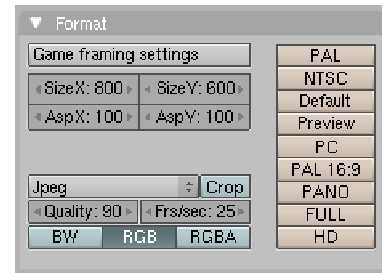 Format
Game framing settings
SizeX: 800 SizeY: 600
AspX: 100 AspY: 100
Jpeg Crop
Quality: 90 Frs/sec: 25
BW RGB RGBA
PAL
NTSC
Default
Preview
PC
PAL 16:9
PANO
FULL
HD